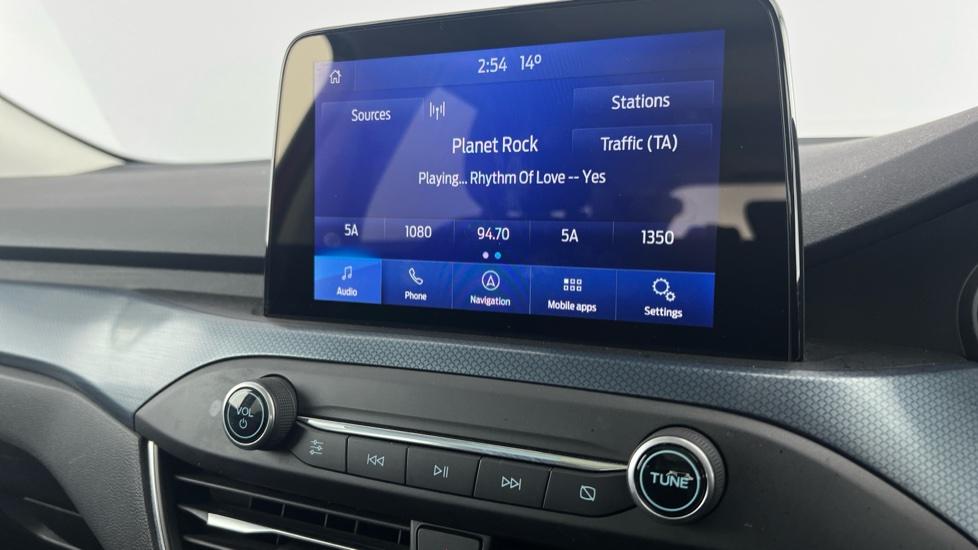 2:54 14°
Sources
Stations
Planet Rock
Traffic (TA)
Playing... Rhythm Of Love -- Yes
5A 1080 94.70 5A 1350
Audio Phone Navigation Mobile apps Settings
VOL
TUNE